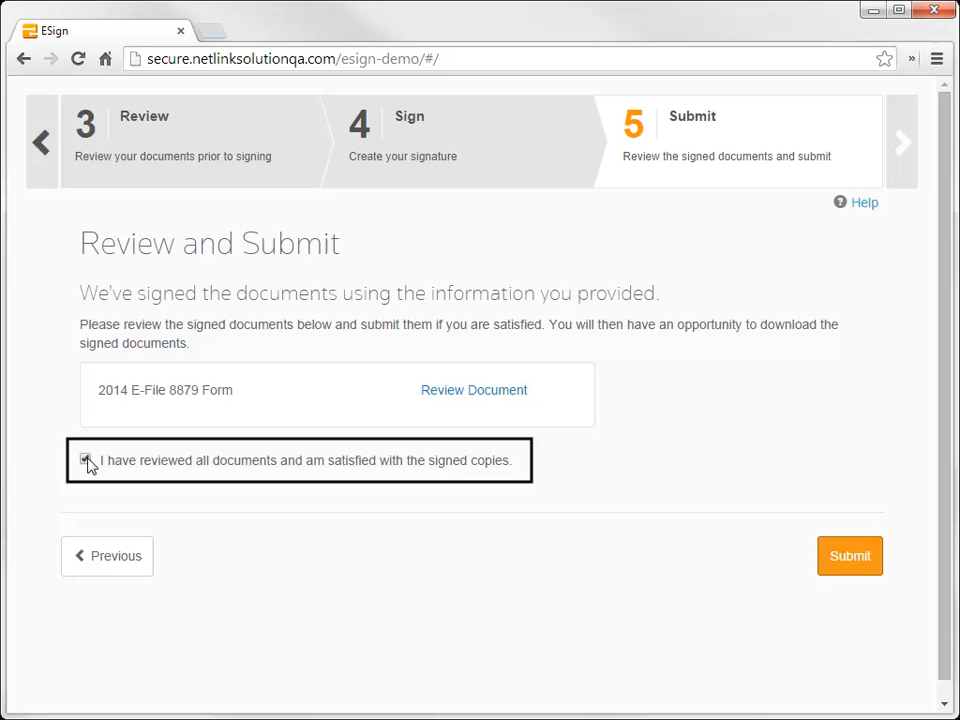 ESign
secure.netlinksolutionqa.com/esign-demo/#/
3 Review
Review your documents prior to signing
4 Sign
Create your signature
5 Submit
Review the signed documents and submit
Help
Review and Submit
We've signed the documents using the information you provided.
Please review the signed documents below and submit them if you are satisfied. You will then have an opportunity to download the
signed documents.
2014 E-File 8879 Form Review Document
I have reviewed all documents and am satisfied with the signed copies.
Previous
Submit